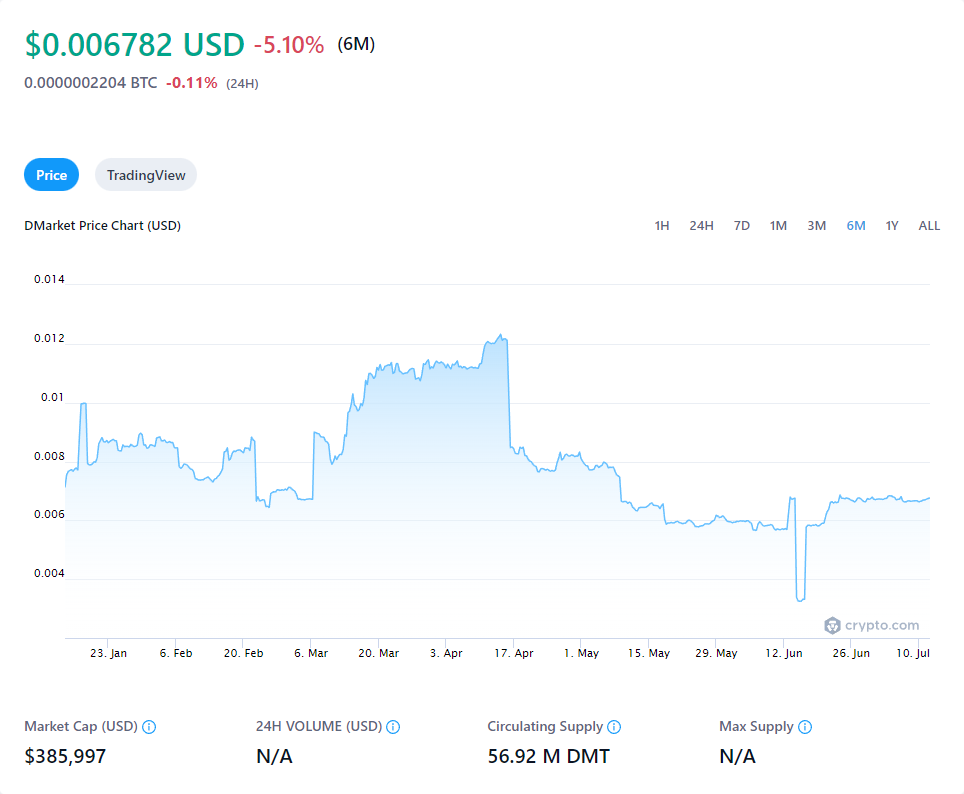 $0.006782 USD -5.10% (6M)
0.0000002204 BTC -0.11% (24H)
Price TradingView
DMarket Price Chart (USD)
1H 24H 7D 1M 3M 6M 1Y ALL
0.014
0.012
0.01
0.008
0.006
0.004
crypto.com
23. Jan 6. Feb 20. Feb 6. Mar 20. Mar 3. Apr 17. Apr 1. May 15. May 29. May 12. Jun 26. Jun 10. Jul
Market Cap (USD) 24H VOLUME (USD) Circulating Supply Max Supply
$385,997 N/A 56.92 M DMT N/A